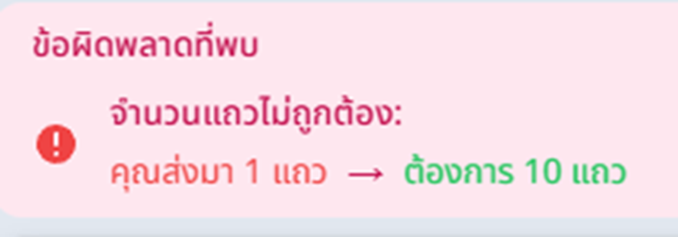 ข้อผิดพลาดที่พบ
จำนวนแถวไม่ถูกต้อง:
คุณส่งมา 1 แถว → ต้องการ 10 แถว